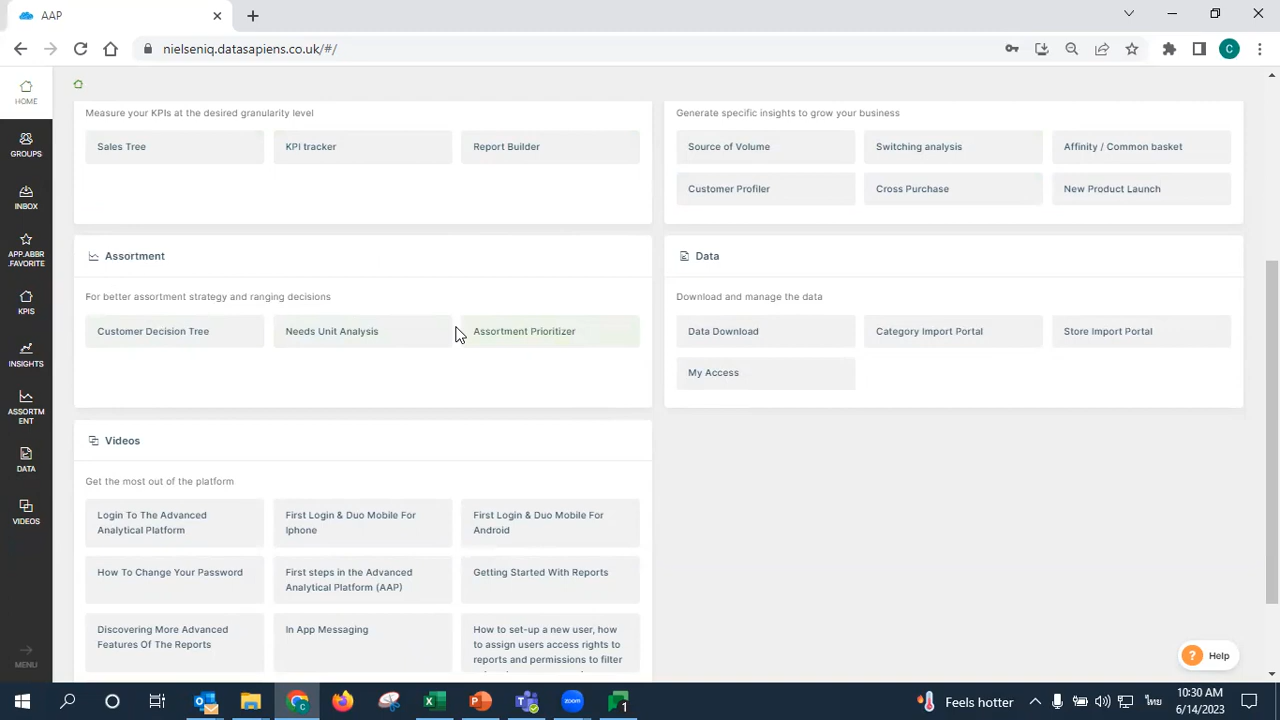 AAP
nielseniq.datasapiens.co.uk/#/
C
HOME
GROUPS
INBOX
APP.ABBR
.FAVORITE
KPIS
INSIGHTS
ASSORTM
ENT
DATA
VIDEOS
MENU
Measure your KPIs at the desired granularity level
Sales Tree
KPI tracker
Report Builder
Generate specific insights to grow your business
Source of Volume
Switching analysis
Affinity / Common basket
Customer Profiler
Cross Purchase
New Product Launch
Assortment
For better assortment strategy and ranging decisions
Customer Decision Tree
Needs Unit Analysis
Assortment Prioritizer
Data
Download and manage the data
Data Download
Category Import Portal
Store Import Portal
My Access
Videos
Get the most out of the platform
Login To The Advanced
Analytical Platform
First Login & Duo Mobile For
Iphone
First Login & Duo Mobile For
Android
How To Change Your Password
First steps in the Advanced
Analytical Platform (AAP)
Getting Started With Reports
Discovering More Advanced
Features Of The Reports
In App Messaging
How to set-up a new user, how
to assign users access rights to
reports and permissions to filter
? Help
zoom
1
Feels hotter
ไทย
10:30 AM
6/14/2023